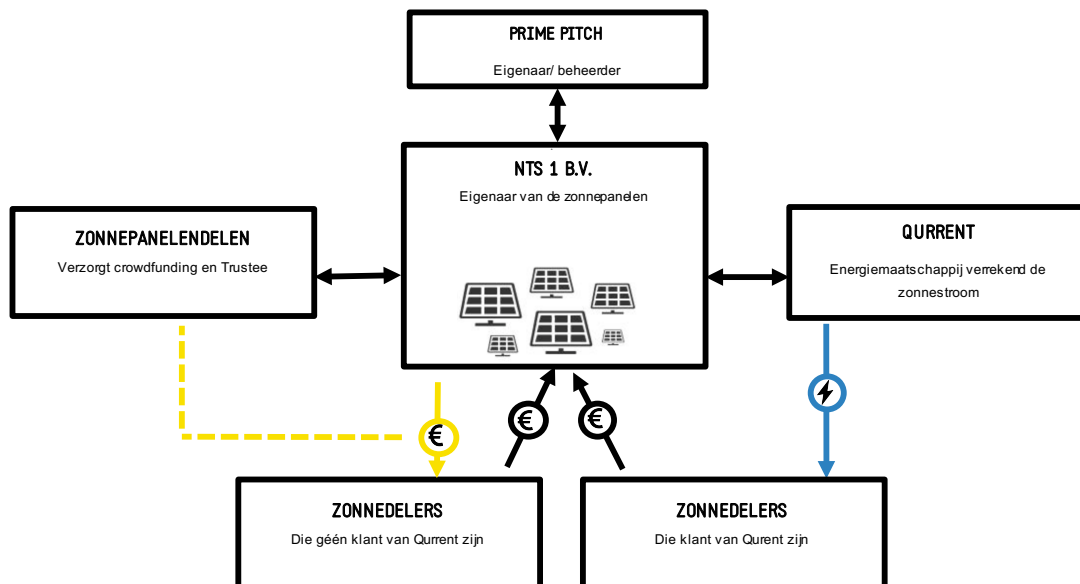 PRIME PITCH
Eigenaar/ beheerder
NTS 1 B.V.
Eigenaar van de zonnepanelen
ZONNEPANELENDELEN
Verzorgt crowdfunding en Trustee
QURRENT
Energiemaatschappij verrekend de
zonnestroom
€
€
€
ZONNEDELERS
Die géén klant van Qurrent zijn
ZONNEDELERS
Die klant van Qurent zijn